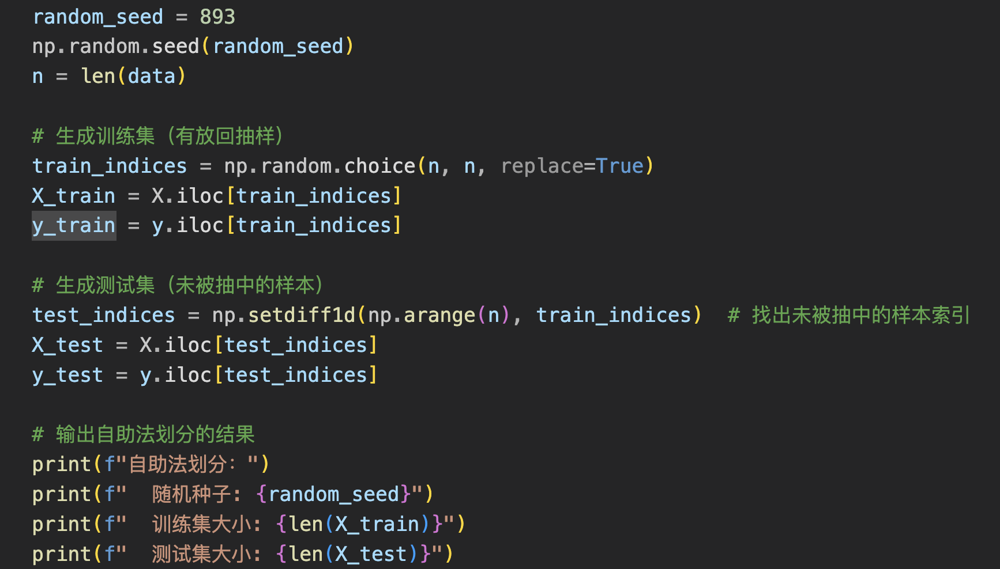 random_seed = 893
np.random.seed(random_seed)
n = len(data)
# 生成训练集（有放回抽样）
train_indices = np.random.choice(n, n, replace=True)
X_train = X.iloc[train_indices]
y_train = y.iloc[train_indices]
# 生成测试集（未被抽中的样本）
test_indices = np.setdiff1d(np.arange(n), train_indices)  # 找出未被抽中的样本索引
X_test = X.iloc[test_indices]
y_test = y.iloc[test_indices]
# 输出自助法划分的结果
print(f"自助法划分：")
print(f"  随机种子: {random_seed}")
print(f"  训练集大小: {len(X_train)}")
print(f"  测试集大小: {len(X_test)}")